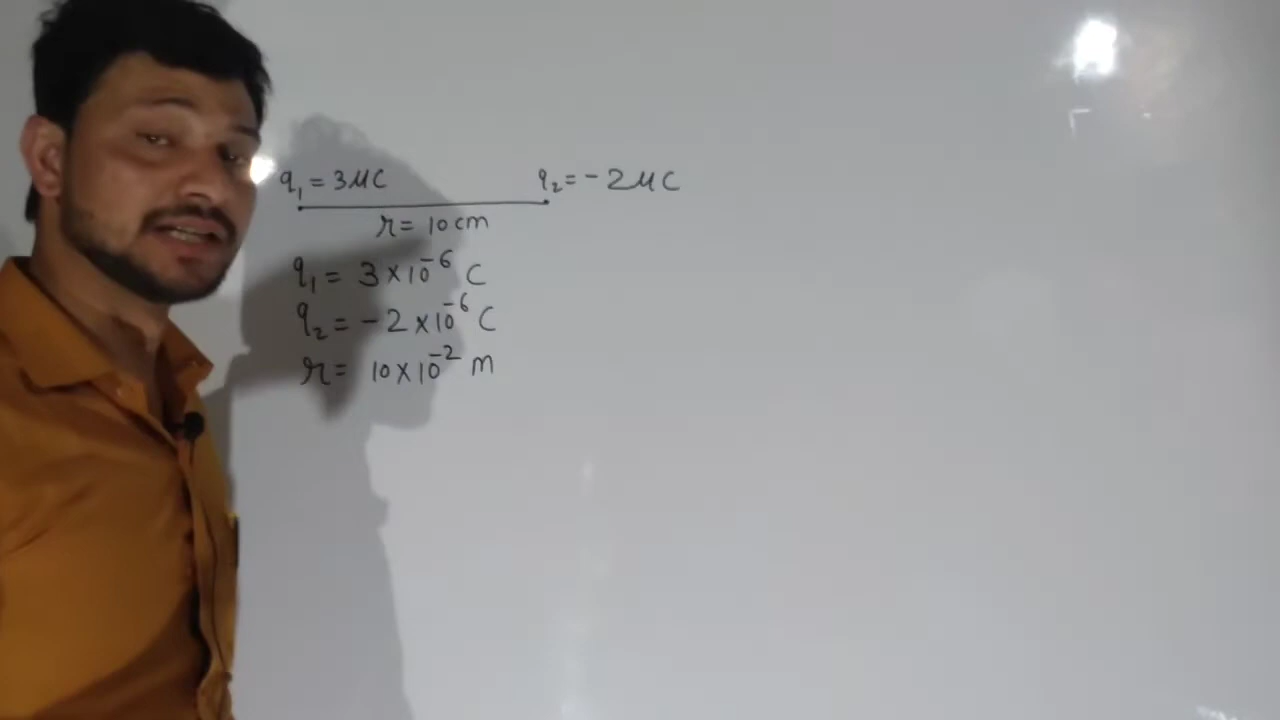 q₁ = 3μC q₂ = -2μC
r = 10 cm
q₁ = 3×10⁻⁶ C
q₂ = -2×10⁻⁶ C
r = 10×10⁻² m